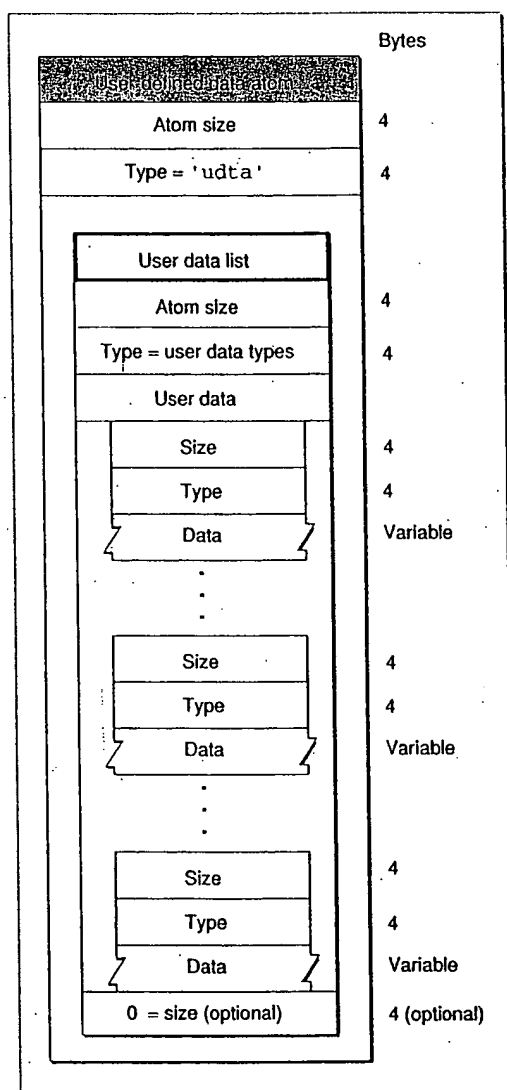 Bytes
User defined data atom
Atom size 4
Type = 'udta' 4
User data list
Atom size 4
Type = user data types 4
User data
Size 4
Type 4
Data Variable
Size 4
Type 4
Data Variable
Size 4
Type 4
Data Variable
0 = size (optional) 4 (optional)